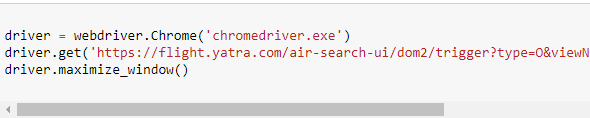 driver = webdriver.Chrome('chromedriver.exe')
driver.get('https://flight.yatra.com/air-search-ui/dom2/trigger?type=O&viewN
driver.maximize_window()